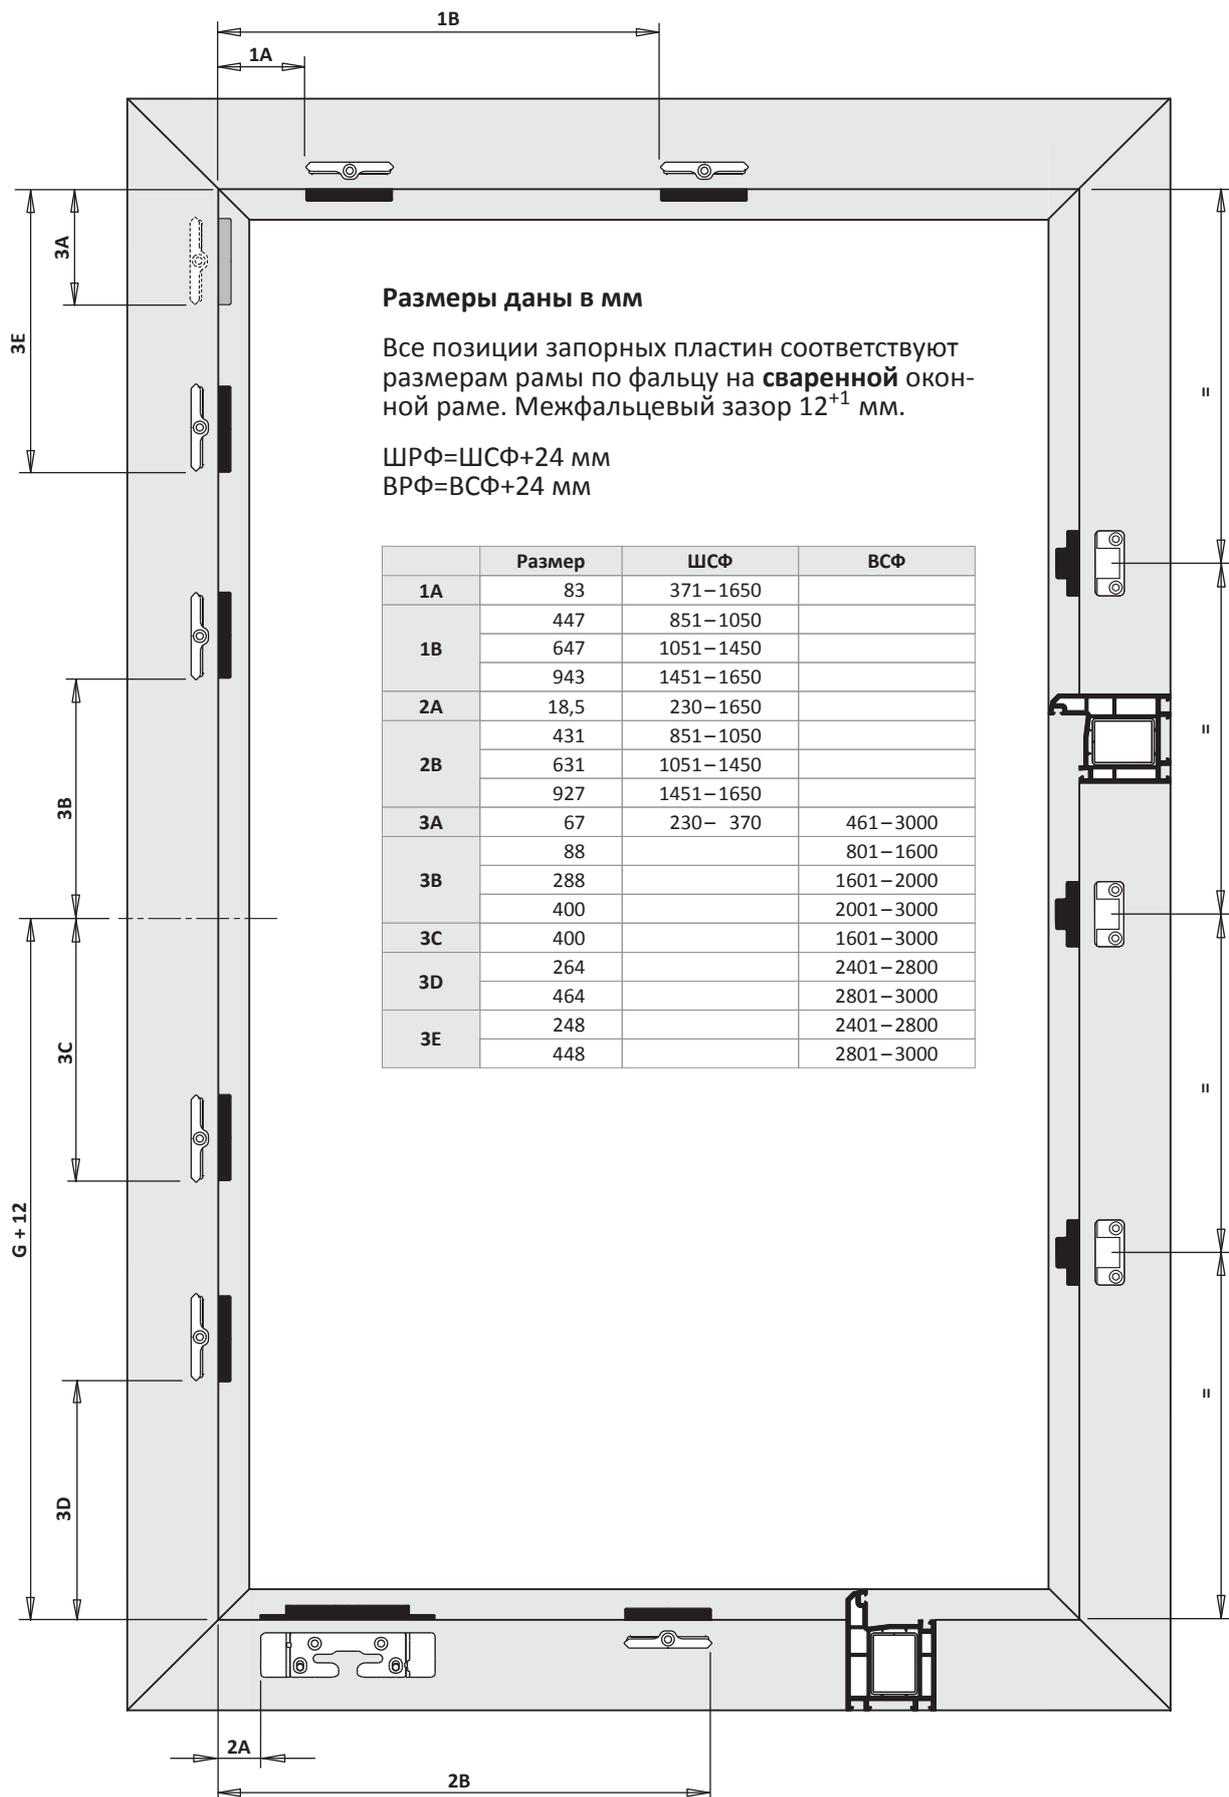 1B
1A
3A
3E
Размеры даны в мм
Все позиции запорных пластин соответствуют
размерам рамы по фальцу на сваренной окон-
ной раме. Межфальцевый зазор 12+1 мм.
ШРФ=ШСФ+24 мм
ВРФ=ВСФ+24 мм
=
Размер ШСФ ВСФ
1A 83 371–1650
1B 447 851–1050
647 1051–1450
943 1451–1650
2A 18,5 230–1650
2B 431 851–1050
631 1051–1450
927 1451–1650
3A 67 230– 370 461–3000
3B 88 801–1600
288 1601–2000
400 2001–3000
3C 400 1601–3000
3D 264 2401–2800
464 2801–3000
3E 248 2401–2800
448 2801–3000
=
3B
3C
=
G + 12
=
3D
2A
2B